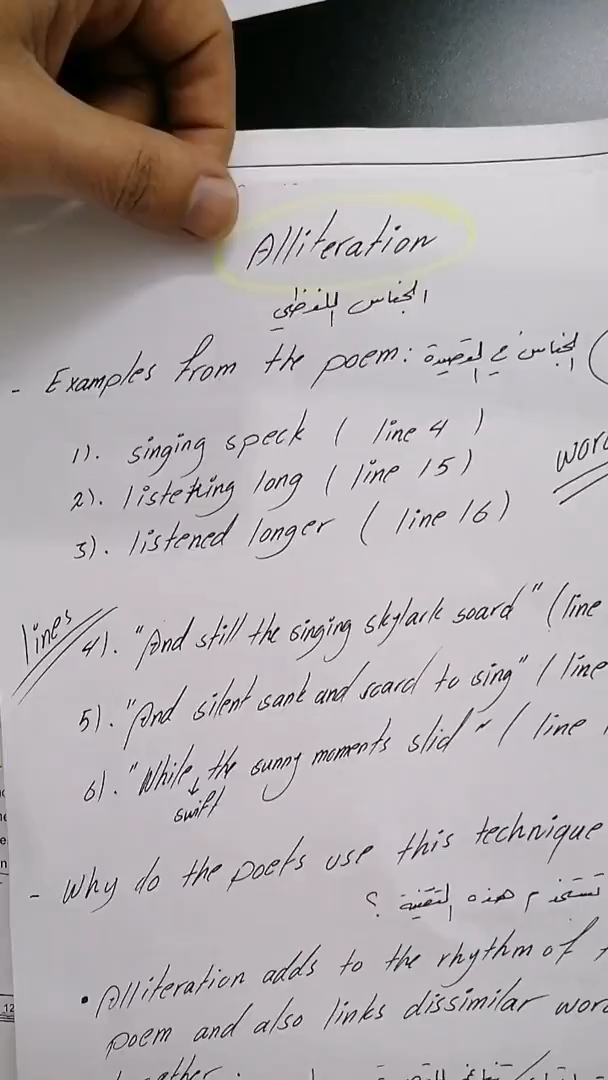 Alliteration
الجناس اللفظي
- Examples from the poem: الجناس في القصيدة (
1). singing speck ( line 4 )
2). listening long ( line 15 )
3). listened longer ( line 16 )
word
lines
4). "And still the singing skylark soard" ( line
5). "And silent sank and soard to sing" ( line
6). "While the sunny moments slid" ( line
swift
- Why do the poets use this technique
تستخدم هذه التقنية ؟
• Alliteration adds to the rhythm of
poem and also links dissimilar
12